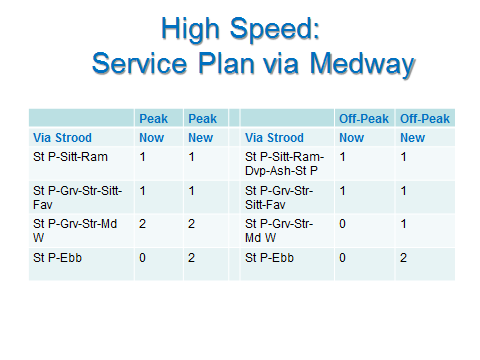 High Speed:
Service Plan via Medway
Peak Peak Off-Peak Off-Peak
Via Strood Now New Via Strood Now New
St P-Sitt-Ram 1 1 St P-Sitt-Ram- 1 1
Dvp-Ash-St P
St P-Grv-Str-Sitt- 1 1 St P-Grv-Str- 1 1
Fav Sitt-Fav
St P-Grv-Str-Md 2 2 St P-Grv-Str- 0 1
W Md W
St P-Ebb 0 2 St P-Ebb 0 2